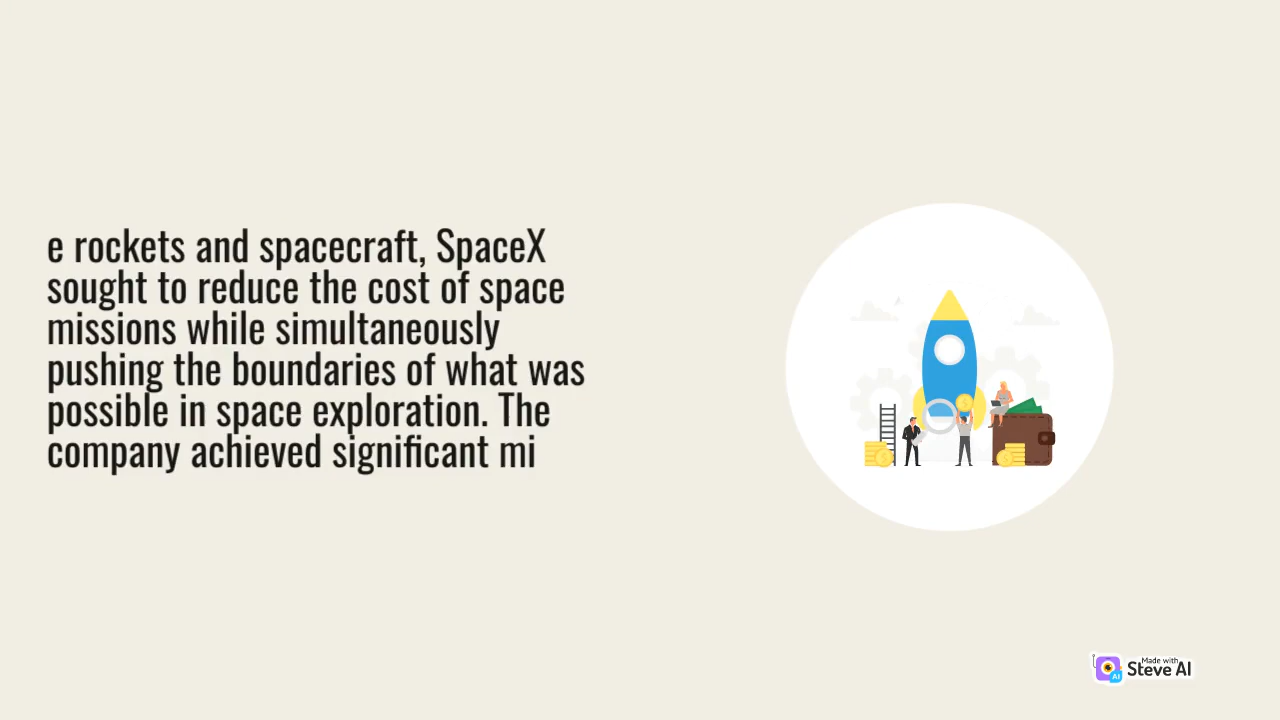 e rockets and spacecraft, SpaceX
sought to reduce the cost of space
missions while simultaneously
pushing the boundaries of what was
possible in space exploration. The
company achieved significant mi
Made with
Steve AI
AI